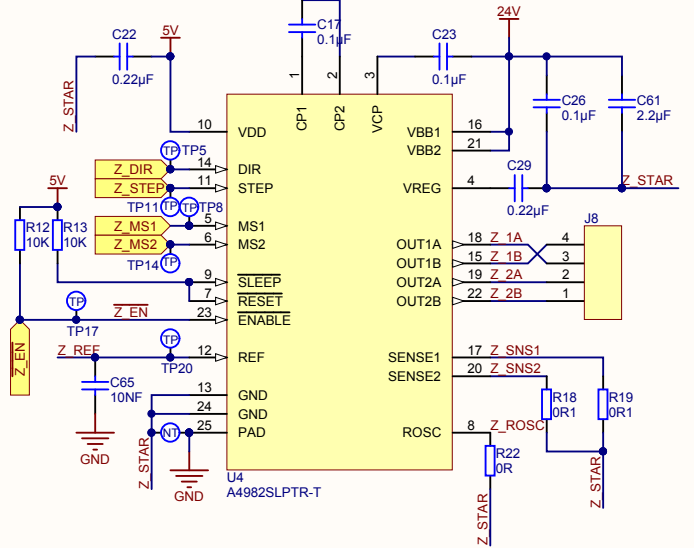 24V
C17
0.1µF
C22
0.22µF
5V
Z_STAR
C23
0.1µF
C26
0.1µF
C61
2.2µF
1
2
3
CP1
CP2
VCP
10
VDD
VBB1
16
VBB2
21
TP
TP5
Z_DIR
14
DIR
Z_STEP
11
STEP
VREG
4
C29
0.22µF
Z_STAR
5V
TP11
TP
TP
TP8
R12
10K
R13
10K
Z_MS1
5
MS1
Z_MS2
6
MS2
TP14
TP
OUT1A
18
Z_1A
OUT1B
15
Z_1B
OUT2A
19
Z_2A
OUT2B
22
Z_2B
J8
4
3
2
1
9
SLEEP
7
RESET
TP
TP17
Z_EN
23
ENABLE
Z_EN
TP
Z_REF
TP20
12
REF
C65
10NF
GND
SENSE1
17
Z_SNS1
SENSE2
20
Z_SNS2
R18
0R1
R19
0R1
13
GND
24
GND
25
PAD
NT
Z_STAR
GND
ROSC
8
Z_ROSC
R22
0R
Z_STAR
Z_STAR
U4
A4982SLPTR-T